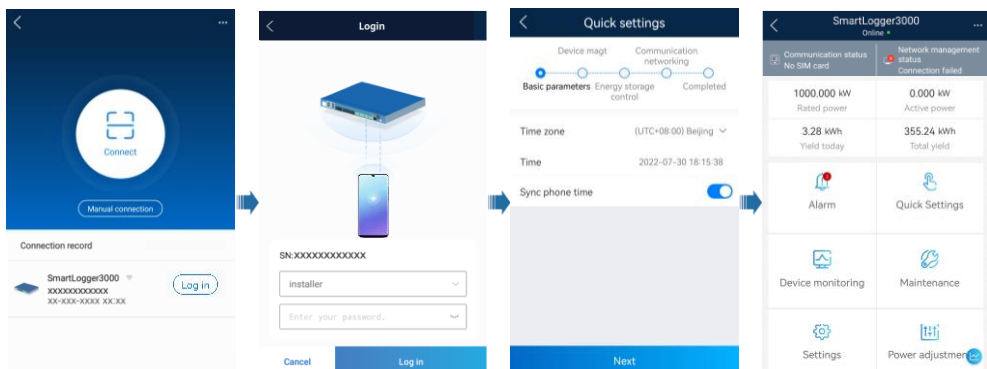 Connect
Manual connection
Connection record
SmartLogger3000
XXXXXXXXXXXX
XX-XXX-XXXX XX:XX
Log in
Login
SN:XXXXXXXXXXXXX
installer
Enter your password.
Cancel
Log in
Quick settings
Device magt
Communication
networking
Basic parameters
Energy storage
control
Completed
Time zone
(UTC+08:00) Beijing
Time
2022-07-30 18:15:38
Sync phone time
Next
SmartLogger3000
Online
Communication status
No SIM card
Network management
status
Connection failed
1000.000 kW
Rated power
0.000 kW
Active power
3.28 kWh
Yield today
355.24 kWh
Total yield
Alarm
Quick Settings
Device monitoring
Maintenance
Settings
Power adjustmen